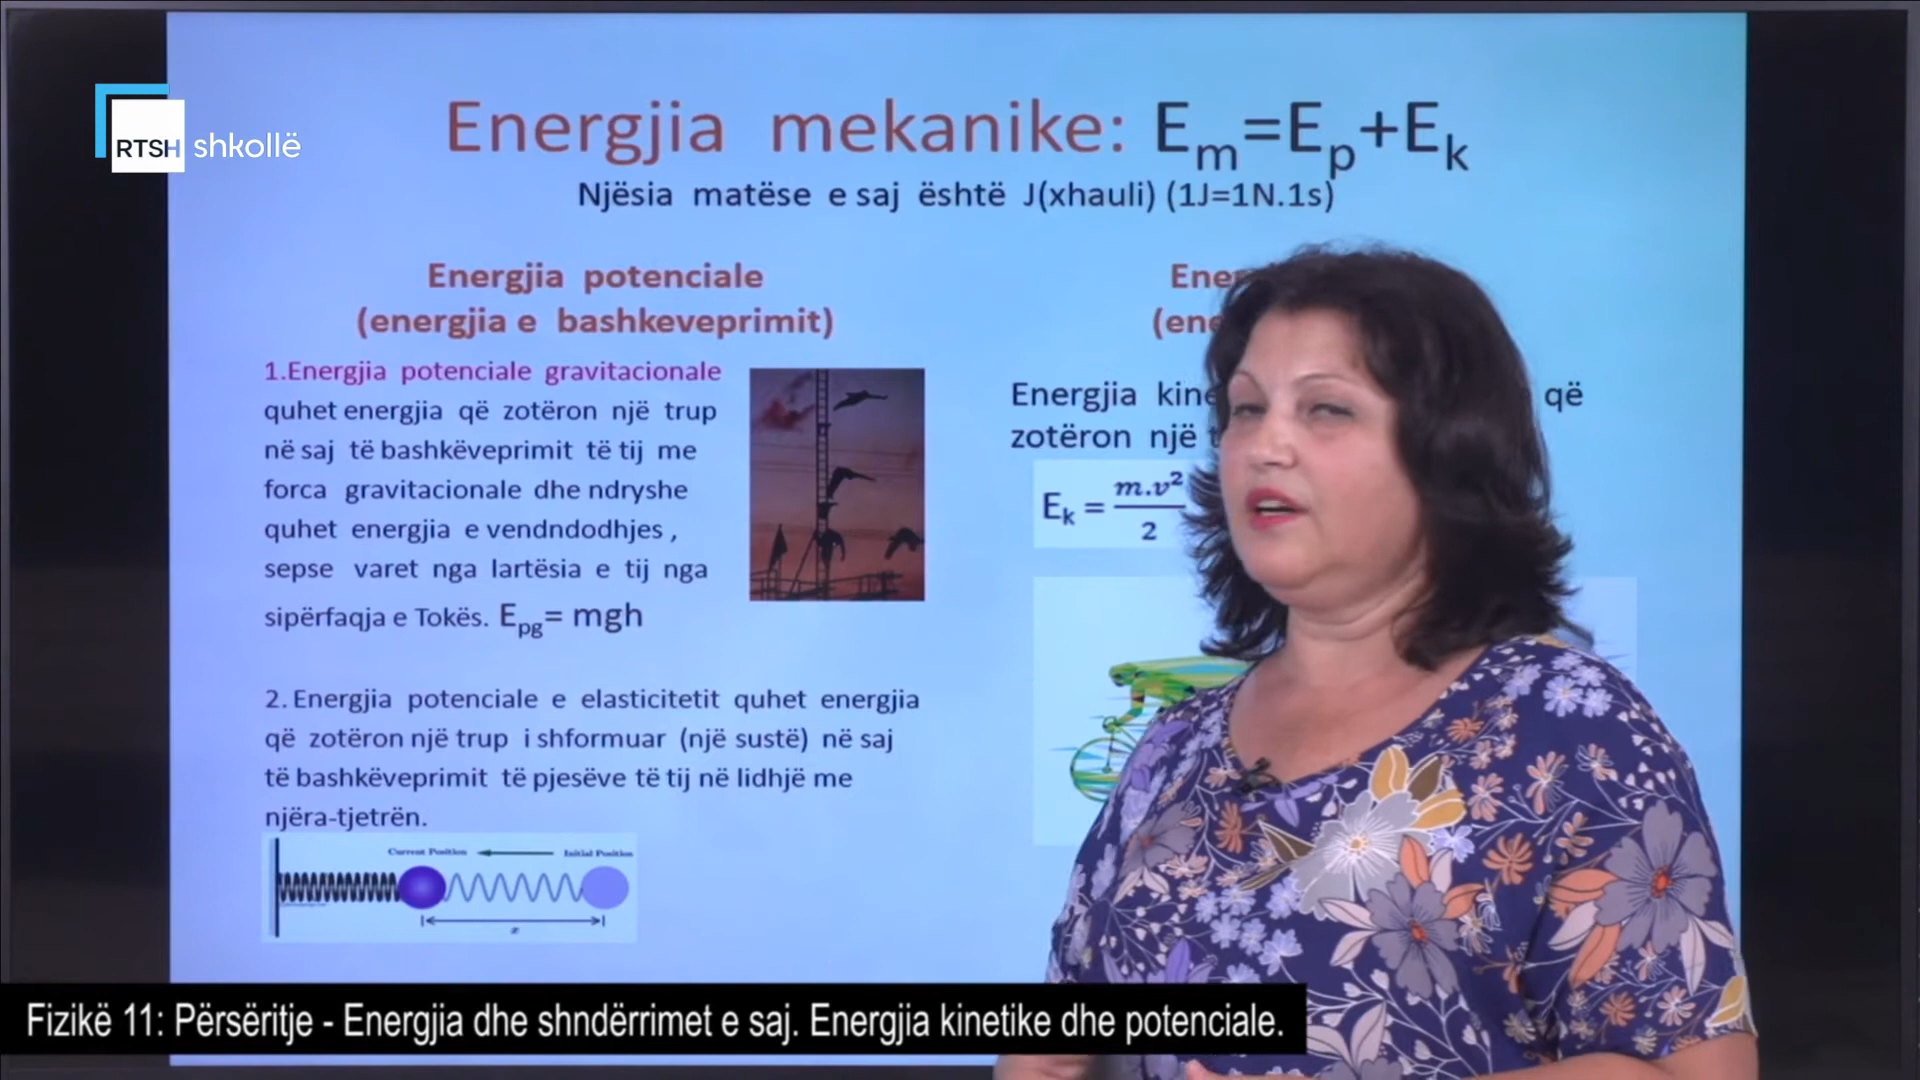 RTSH shkollë
Energjia mekanike: Em=Ep+Ek
Njësia matëse e saj është J(xhauli) (1J=1N.1s)
Energjia potenciale
(energjia e bashkeveprimit)
1.Energjia potenciale gravitacionale
quhet energjia që zotëron një trup
në saj të bashkëveprimit të tij me
forca gravitacionale dhe ndryshe
quhet energjia e vendndodhjes ,
sepse varet nga lartësia e tij nga
sipërfaqja e Tokës. Epg= mgh
2. Energjia potenciale e elasticitetit quhet energjia
që zotëron një trup i shformuar (një sustë) në saj
të bashkëveprimit të pjesëve të tij në lidhjë me
njëra-tjetrën.
Current Position Initial Position
x
Energjia që
zotëron një
Ek = m.v²/2
Fizikë 11: Përsëritje - Energjia dhe shndërrimet e saj. Energjia kinetike dhe potenciale.